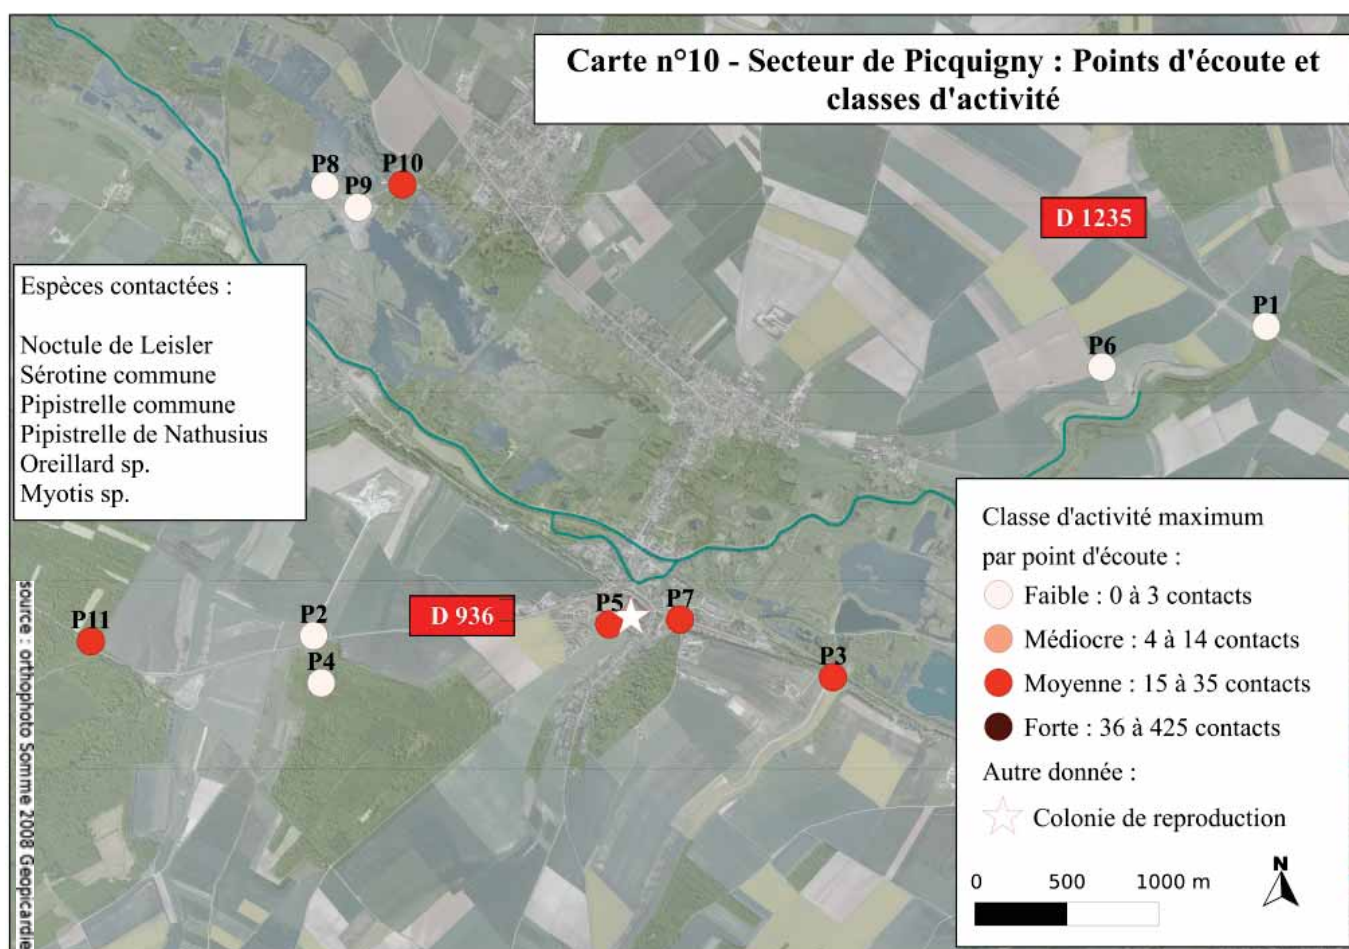 Carte n°10 - Secteur de Picquigny : Points d'écoute et
classes d'activité
P8
P9
P10
D 1235
P1
P6
Espèces contactées :
Noctule de Leisler
Sérotine commune
Pipistrelle commune
Pipistrelle de Nathusius
Oreillard sp.
Myotis sp.
P11
P2
P4
D 936
P5
P7
P3
Classe d'activité maximum
par point d'écoute :
Faible : 0 à 3 contacts
Médiocre : 4 à 14 contacts
Moyenne : 15 à 35 contacts
Forte : 36 à 425 contacts
Autre donnée :
Colonie de reproduction
0 500 1000 m
N
source : orthophoto Somme 2008 Geopicardie